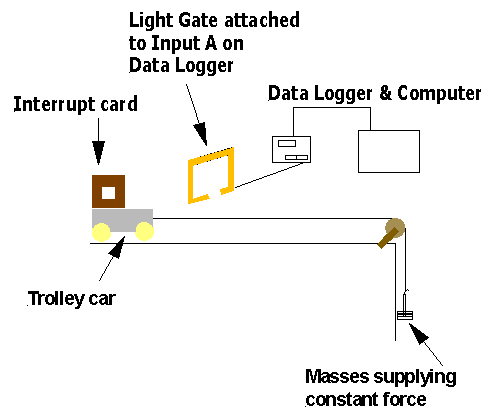 Light Gate attached
to Input A on
Data Logger
Data Logger & Computer
Interrupt card
Trolley car
Masses supplying
constant force